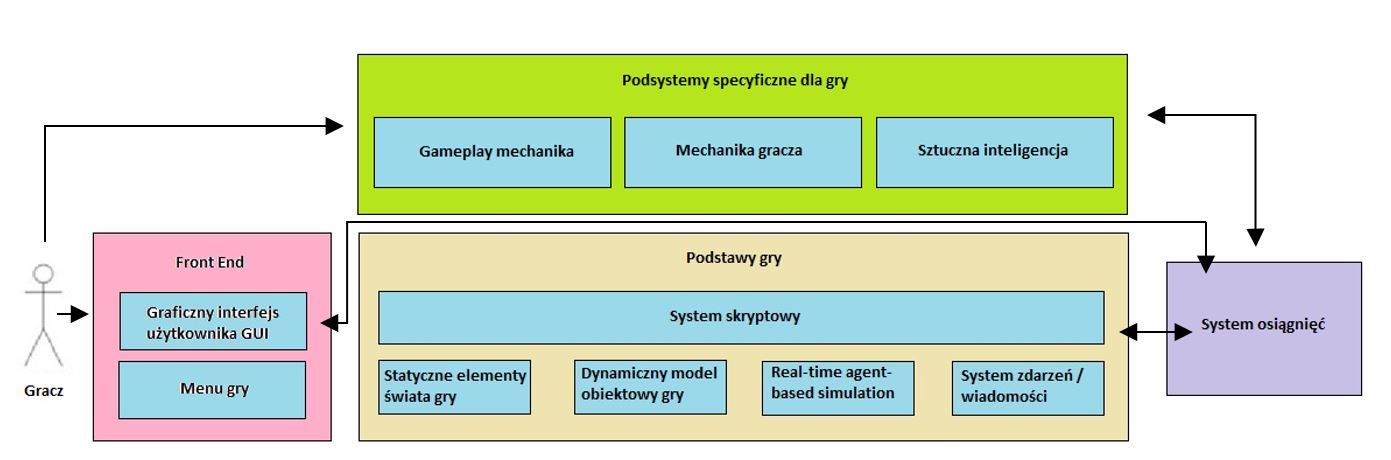 Podsystemy specyficzne dla gry
Gameplay mechanika
Mechanika gracza
Sztuczna inteligencja
Front End
Graficzny interfejs
użytkownika GUI
Menu gry
Gracz
Podstawy gry
System skryptowy
Statyczne elementy
świata gry
Dynamiczny model
obiektowy gry
Real-time agent-
based simulation
System zdarzeń /
wiadomości
System osiągnięć